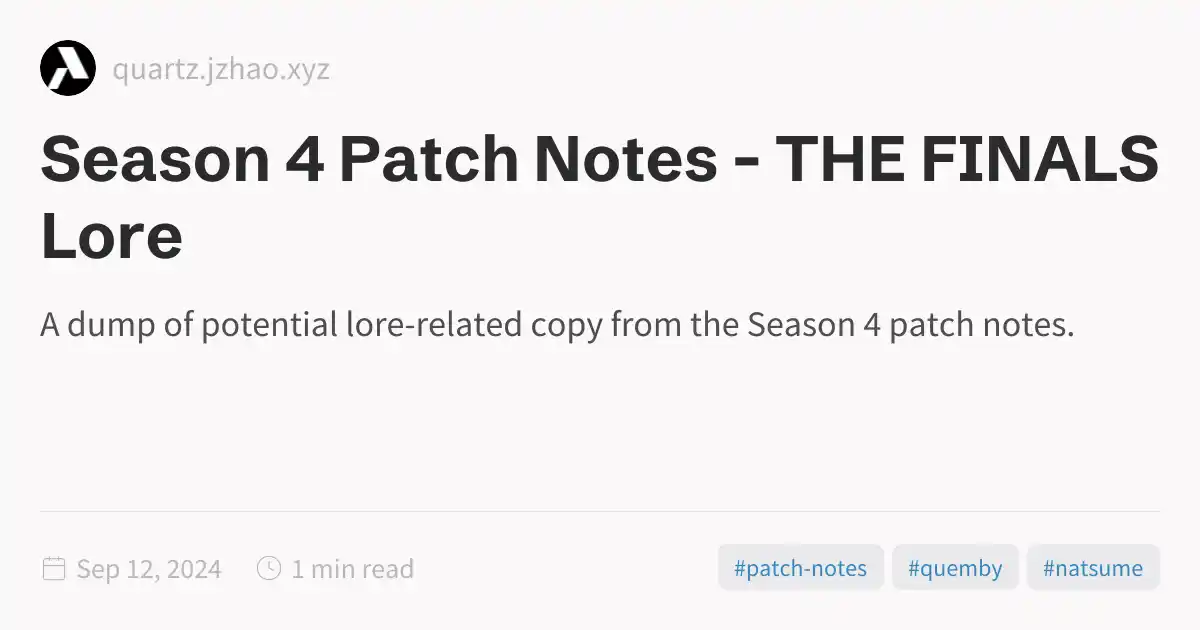 quartz.jzhao.xyz
Season 4 Patch Notes - THE FINALS
Lore
A dump of potential lore-related copy from the Season 4 patch notes.
Sep 12, 2024 1 min read #patch-notes #quemby #natsume